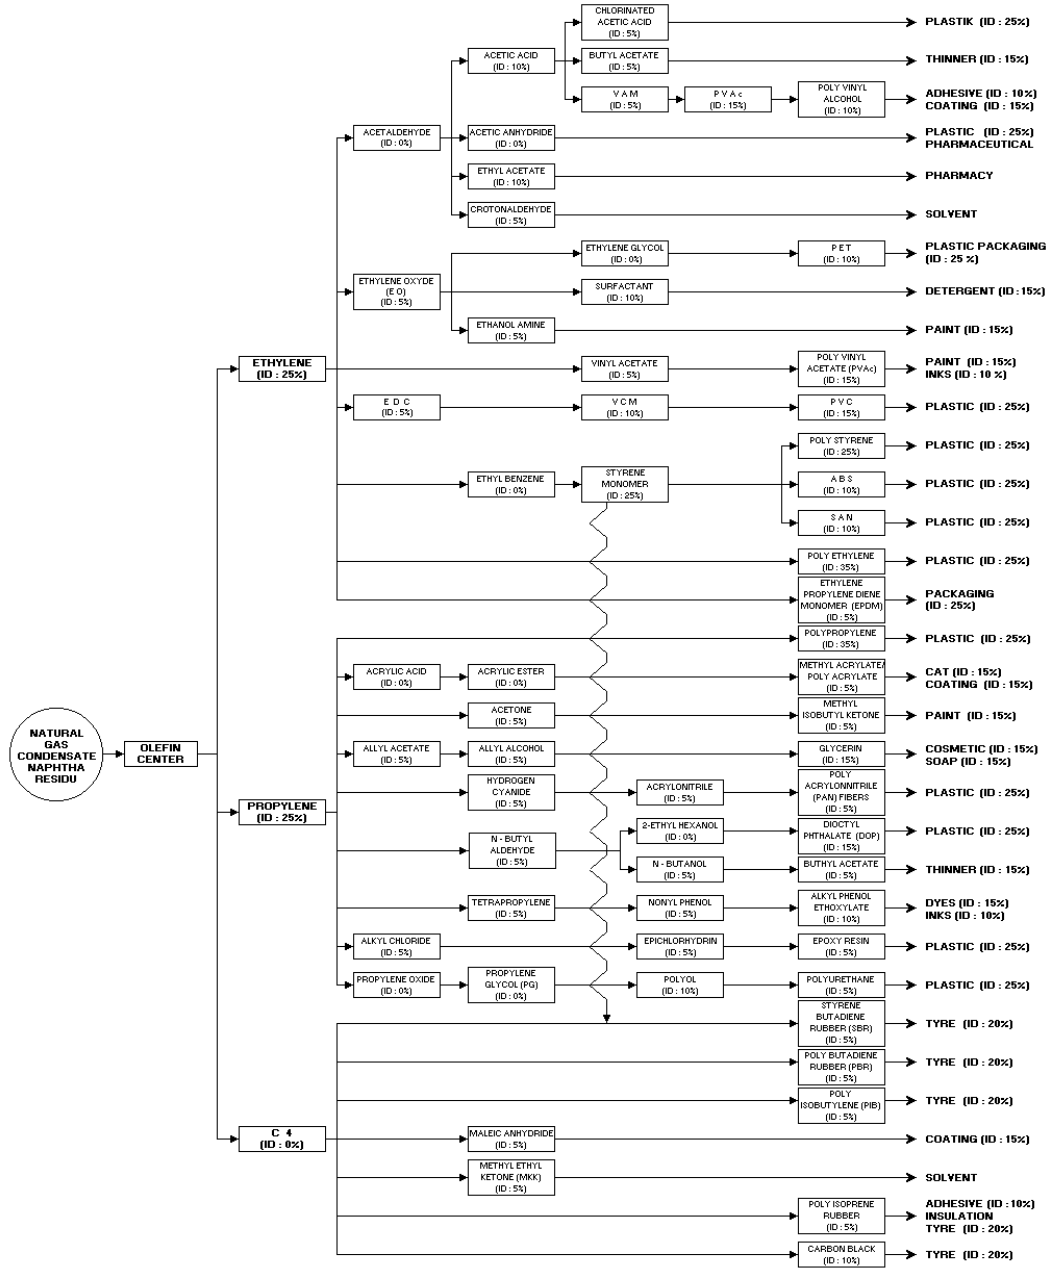 CHLORINATED
ACETIC ACID
(ID : 5%)
PLASTIK (ID : 25%)
ACETIC ACID
(ID : 10%)
BUTYL ACETATE
(ID : 5%)
THINNER (ID : 15%)
V A M
(ID : 5%)
P V A c
(ID : 15%)
POLY VINYL
ALCOHOL
(ID : 10%)
ADHESIVE (ID : 10%)
COATING (ID : 15%)
ACETALDEHYDE
(ID : 0%)
ACETIC ANHYDRIDE
(ID : 0%)
PLASTIC (ID : 25%)
PHARMACEUTICAL
ETHYL ACETATE
(ID : 10%)
PHARMACY
CROTONALDEHYDE
(ID : 5%)
SOLVENT
ETHYLENE GLYCOL
(ID : 0%)
P E T
(ID : 10%)
PLASTIC PACKAGING
(ID : 25 %)
ETHYLENE OXYDE
(E O)
(ID : 5%)
SURFACTANT
(ID : 10%)
DETERGENT (ID : 15%)
ETHANOL AMINE
(ID : 5%)
PAINT (ID : 15%)
ETHYLENE
(ID : 25%)
VINYL ACETATE
(ID : 5%)
POLY VINYL
ACETATE (PVAc)
(ID : 15%)
PAINT (ID : 15%)
INKS (ID : 10 %)
E D C
(ID : 5%)
V C M
(ID : 10%)
P V C
(ID : 15%)
PLASTIC (ID : 25%)
POLY STYRENE
(ID : 25%)
PLASTIC (ID : 25%)
ETHYL BENZENE
(ID : 0%)
STYRENE
MONOMER
(ID : 25%)
A B S
(ID : 10%)
PLASTIC (ID : 25%)
S A N
(ID : 10%)
PLASTIC (ID : 25%)
POLY ETHYLENE
(ID : 35%)
PLASTIC (ID : 25%)
ETHYLENE
PROPYLENE DIENE
MONOMER (EPDM)
(ID : 5%)
PACKAGING
(ID : 25%)
POLYPROPYLENE
(ID : 35%)
PLASTIC (ID : 25%)
ACRYLIC ACID
(ID : 0%)
ACRYLIC ESTER
(ID : 0%)
METHYL ACRYLATE/
POLY ACRYLATE
(ID : 5%)
CAT (ID : 15%)
COATING (ID : 15%)
ACETONE
(ID : 5%)
METHYL
ISOBUTYL KETONE
(ID : 5%)
PAINT (ID : 15%)
NATURAL
GAS
CONDENSATE
NAPHTHA
RESIDU
OLEFIN
CENTER
ALLYL ACETATE
(ID : 5%)
ALLYL ALCOHOL
(ID : 5%)
GLYCERIN
(ID : 15%)
COSMETIC (ID : 15%)
SOAP (ID : 15%)
PROPYLENE
(ID : 25%)
HYDROGEN
CYANIDE
(ID : 5%)
ACRYLONITRILE
(ID : 5%)
POLY
ACRYLONNITRILE
(PAN) FIBERS
(ID : 5%)
PLASTIC (ID : 25%)
N - BUTYL
ALDEHYDE
(ID : 5%)
2-ETHYL HEXANOL
(ID : 0%)
DIOCTYL
PHTHALATE (DOP)
(ID : 15%)
PLASTIC (ID : 25%)
N - BUTANOL
(ID : 5%)
BUTHYL ACETATE
(ID : 5%)
THINNER (ID : 15%)
TETRAPROPYLENE
(ID : 5%)
NONYL PHENOL
(ID : 5%)
ALKYL PHENOL
ETHOXYLATE
(ID : 10%)
DYES (ID : 15%)
INKS (ID : 10%)
ALKYL CHLORIDE
(ID : 5%)
EPICHLORHYDRIN
(ID : 5%)
EPOXY RESIN
(ID : 5%)
PLASTIC (ID : 25%)
PROPYLENE OXIDE
(ID : 0%)
PROPYLENE
GLYCOL (PG)
(ID : 0%)
POLYOL
(ID : 10%)
POLYURETHANE
(ID : 5%)
PLASTIC (ID : 25%)
STYRENE
BUTADIENE
RUBBER (SBR)
(ID : 5%)
TYRE (ID : 20%)
POLY BUTADIENE
RUBBER (PBR)
(ID : 5%)
TYRE (ID : 20%)
POLY
ISOBUTYLENE (PIB)
(ID : 5%)
TYRE (ID : 20%)
C 4
(ID : 0%)
MALEIC ANHYDRIDE
(ID : 5%)
COATING (ID : 15%)
METHYL ETHYL
KETONE (MKK)
(ID : 5%)
SOLVENT
POLY ISOPRENE
RUBBER
(ID : 5%)
ADHESIVE (ID : 10%)
INSULATION
TYRE (ID : 20%)
CARBON BLACK
(ID : 10%)
TYRE (ID : 20%)